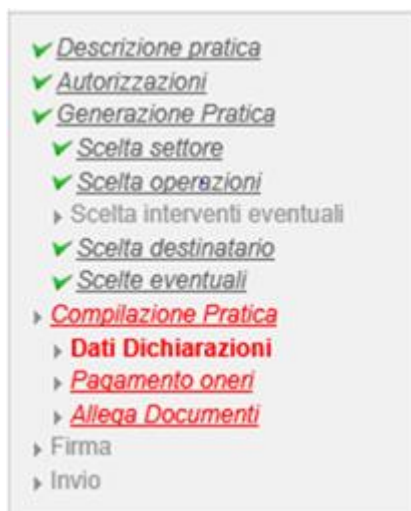 Descrizione pratica
Autorizzazioni
Generazione Pratica
Scelta settore
Scelta operazioni
Scelta interventi eventuali
Scelta destinatario
Scelte eventuali
Compilazione Pratica
Dati Dichiarazioni
Pagamento oneri
Allega Documenti
Firma
Invio